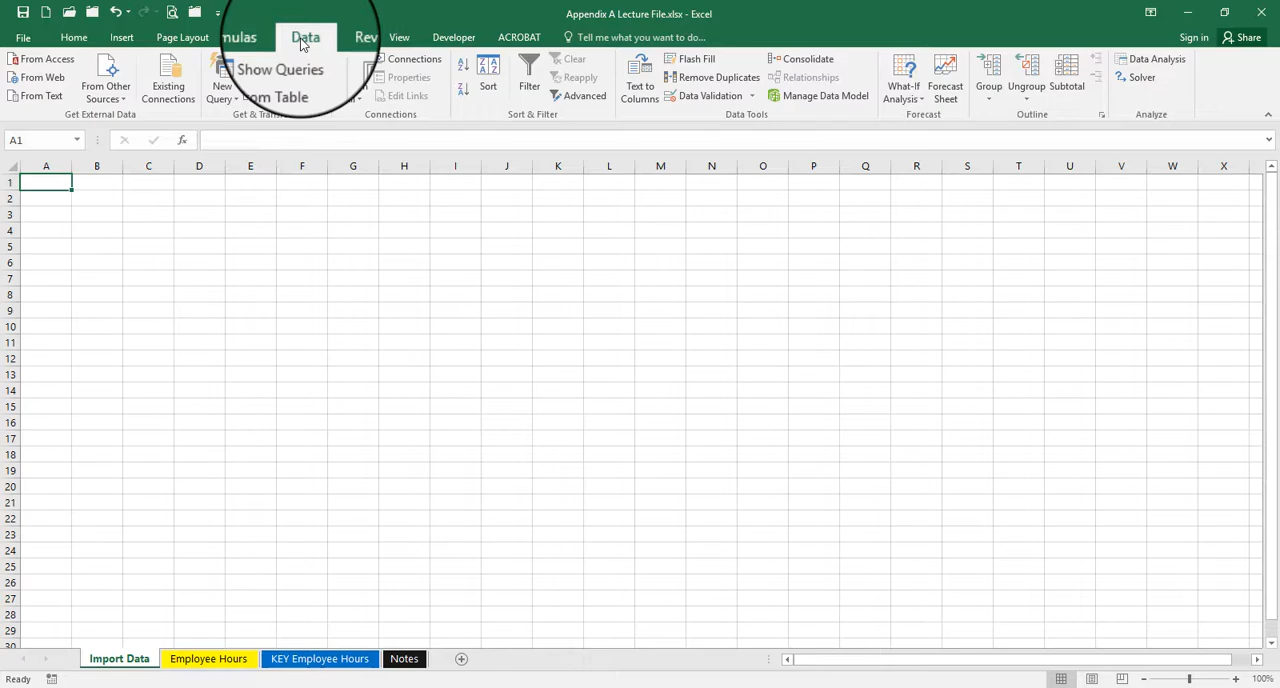 Appendix A Lecture File.xlsx - Excel
File Home Insert Page Layout mulas Data Rev View Developer ACROBAT Tell me what you want to do... Sign in Share
From Access
From Web
From Text
From Other Sources
Existing Connections
Get External Data
New Query
Show Queries
om Table
Get & Tran
Connections
Properties
Edit Links
Connections
Sort
Filter
Clear
Reapply
Advanced
Sort & Filter
Text to Columns
Flash Fill
Remove Duplicates
Data Validation
Consolidate
Relationships
Manage Data Model
Data Tools
What-If Analysis
Forecast Sheet
Forecast
Group
Ungroup
Subtotal
Outline
Data Analysis
Solver
Analyze
A1 fx
A B C D E F G H I J K L M N O P Q R S T U V W X
1
2
3
4
5
6
7
8
9
10
11
12
13
14
15
16
17
18
19
20
21
22
23
24
25
26
27
28
29
30
Import Data Employee Hours KEY Employee Hours Notes
Ready 100%